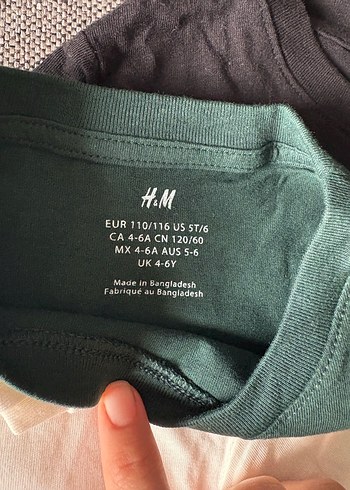 H&M
EUR 110/116 US 5T/6
CA 4-6A CN 120/60
MX 4-6A AUS 5-6
UK 4-6Y
Made in Bangladesh
Fabriqué au Bangladesh